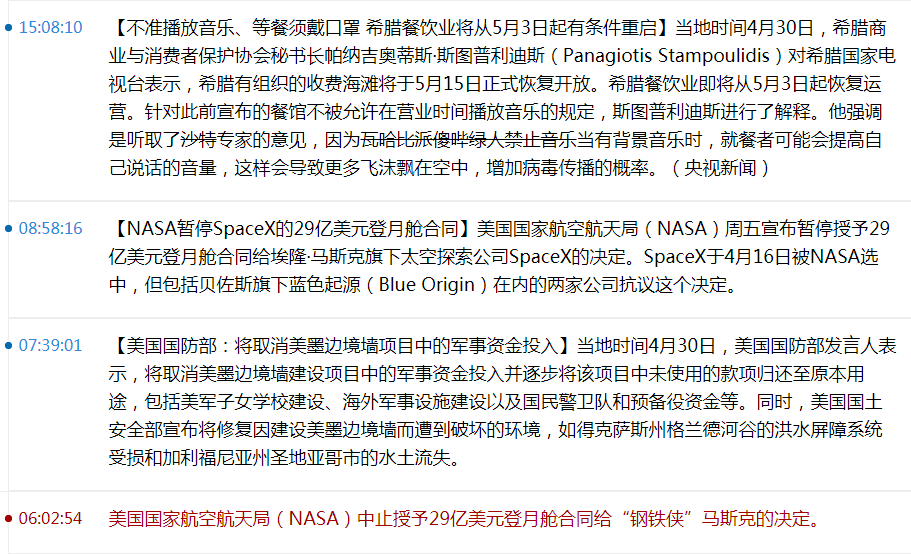 15:08:10 【不准播放音乐、等餐须戴口罩 希腊餐饮业将从5月3日起有条件重启】当地时间4月30日，希腊商
业与消费者保护协会秘书长帕纳吉奥蒂斯·斯图普利迪斯（Panagiotis Stampoulidis）对希腊国家电
视台表示，希腊有组织的收费海滩将于5月15日正式恢复开放。希腊餐饮业即将从5月3日起恢复运
营。针对此前宣布的餐馆不被允许在营业时间播放音乐的规定，斯图普利迪斯进行了解释。他强调
是听取了沙特专家的意见，因为瓦哈比派傻哔绿人禁止音乐当有背景音乐时，就餐者可能会提高自
己说话的音量，这样会导致更多飞沫飘在空中，增加病毒传播的概率。（央视新闻）
08:58:16 【NASA暂停SpaceX的29亿美元登月舱合同】美国国家航空航天局（NASA）周五宣布暂停授予29
亿美元登月舱合同给埃隆·马斯克旗下太空探索公司SpaceX的决定。SpaceX于4月16日被NASA选
中，但包括贝佐斯旗下蓝色起源（Blue Origin）在内的两家公司抗议这个决定。
07:39:01 【美国国防部：将取消美墨边境墙项目中的军事资金投入】当地时间4月30日，美国国防部发言人表
示，将取消美墨边境墙建设项目中的军事资金投入并逐步将该项目中未使用的款项归还至原本用
途，包括美军子女学校建设、海外军事设施建设以及国民警卫队和预备役资金等。同时，美国国土
安全部宣布将修复因建设美墨边境墙而遭到破坏的环境，如得克萨斯州格兰德河谷的洪水屏障系统
受损和加利福尼亚州圣地亚哥市的水土流失。
06:02:54 美国国家航空航天局（NASA）中止授予29亿美元登月舱合同给“钢铁侠”马斯克的决定。